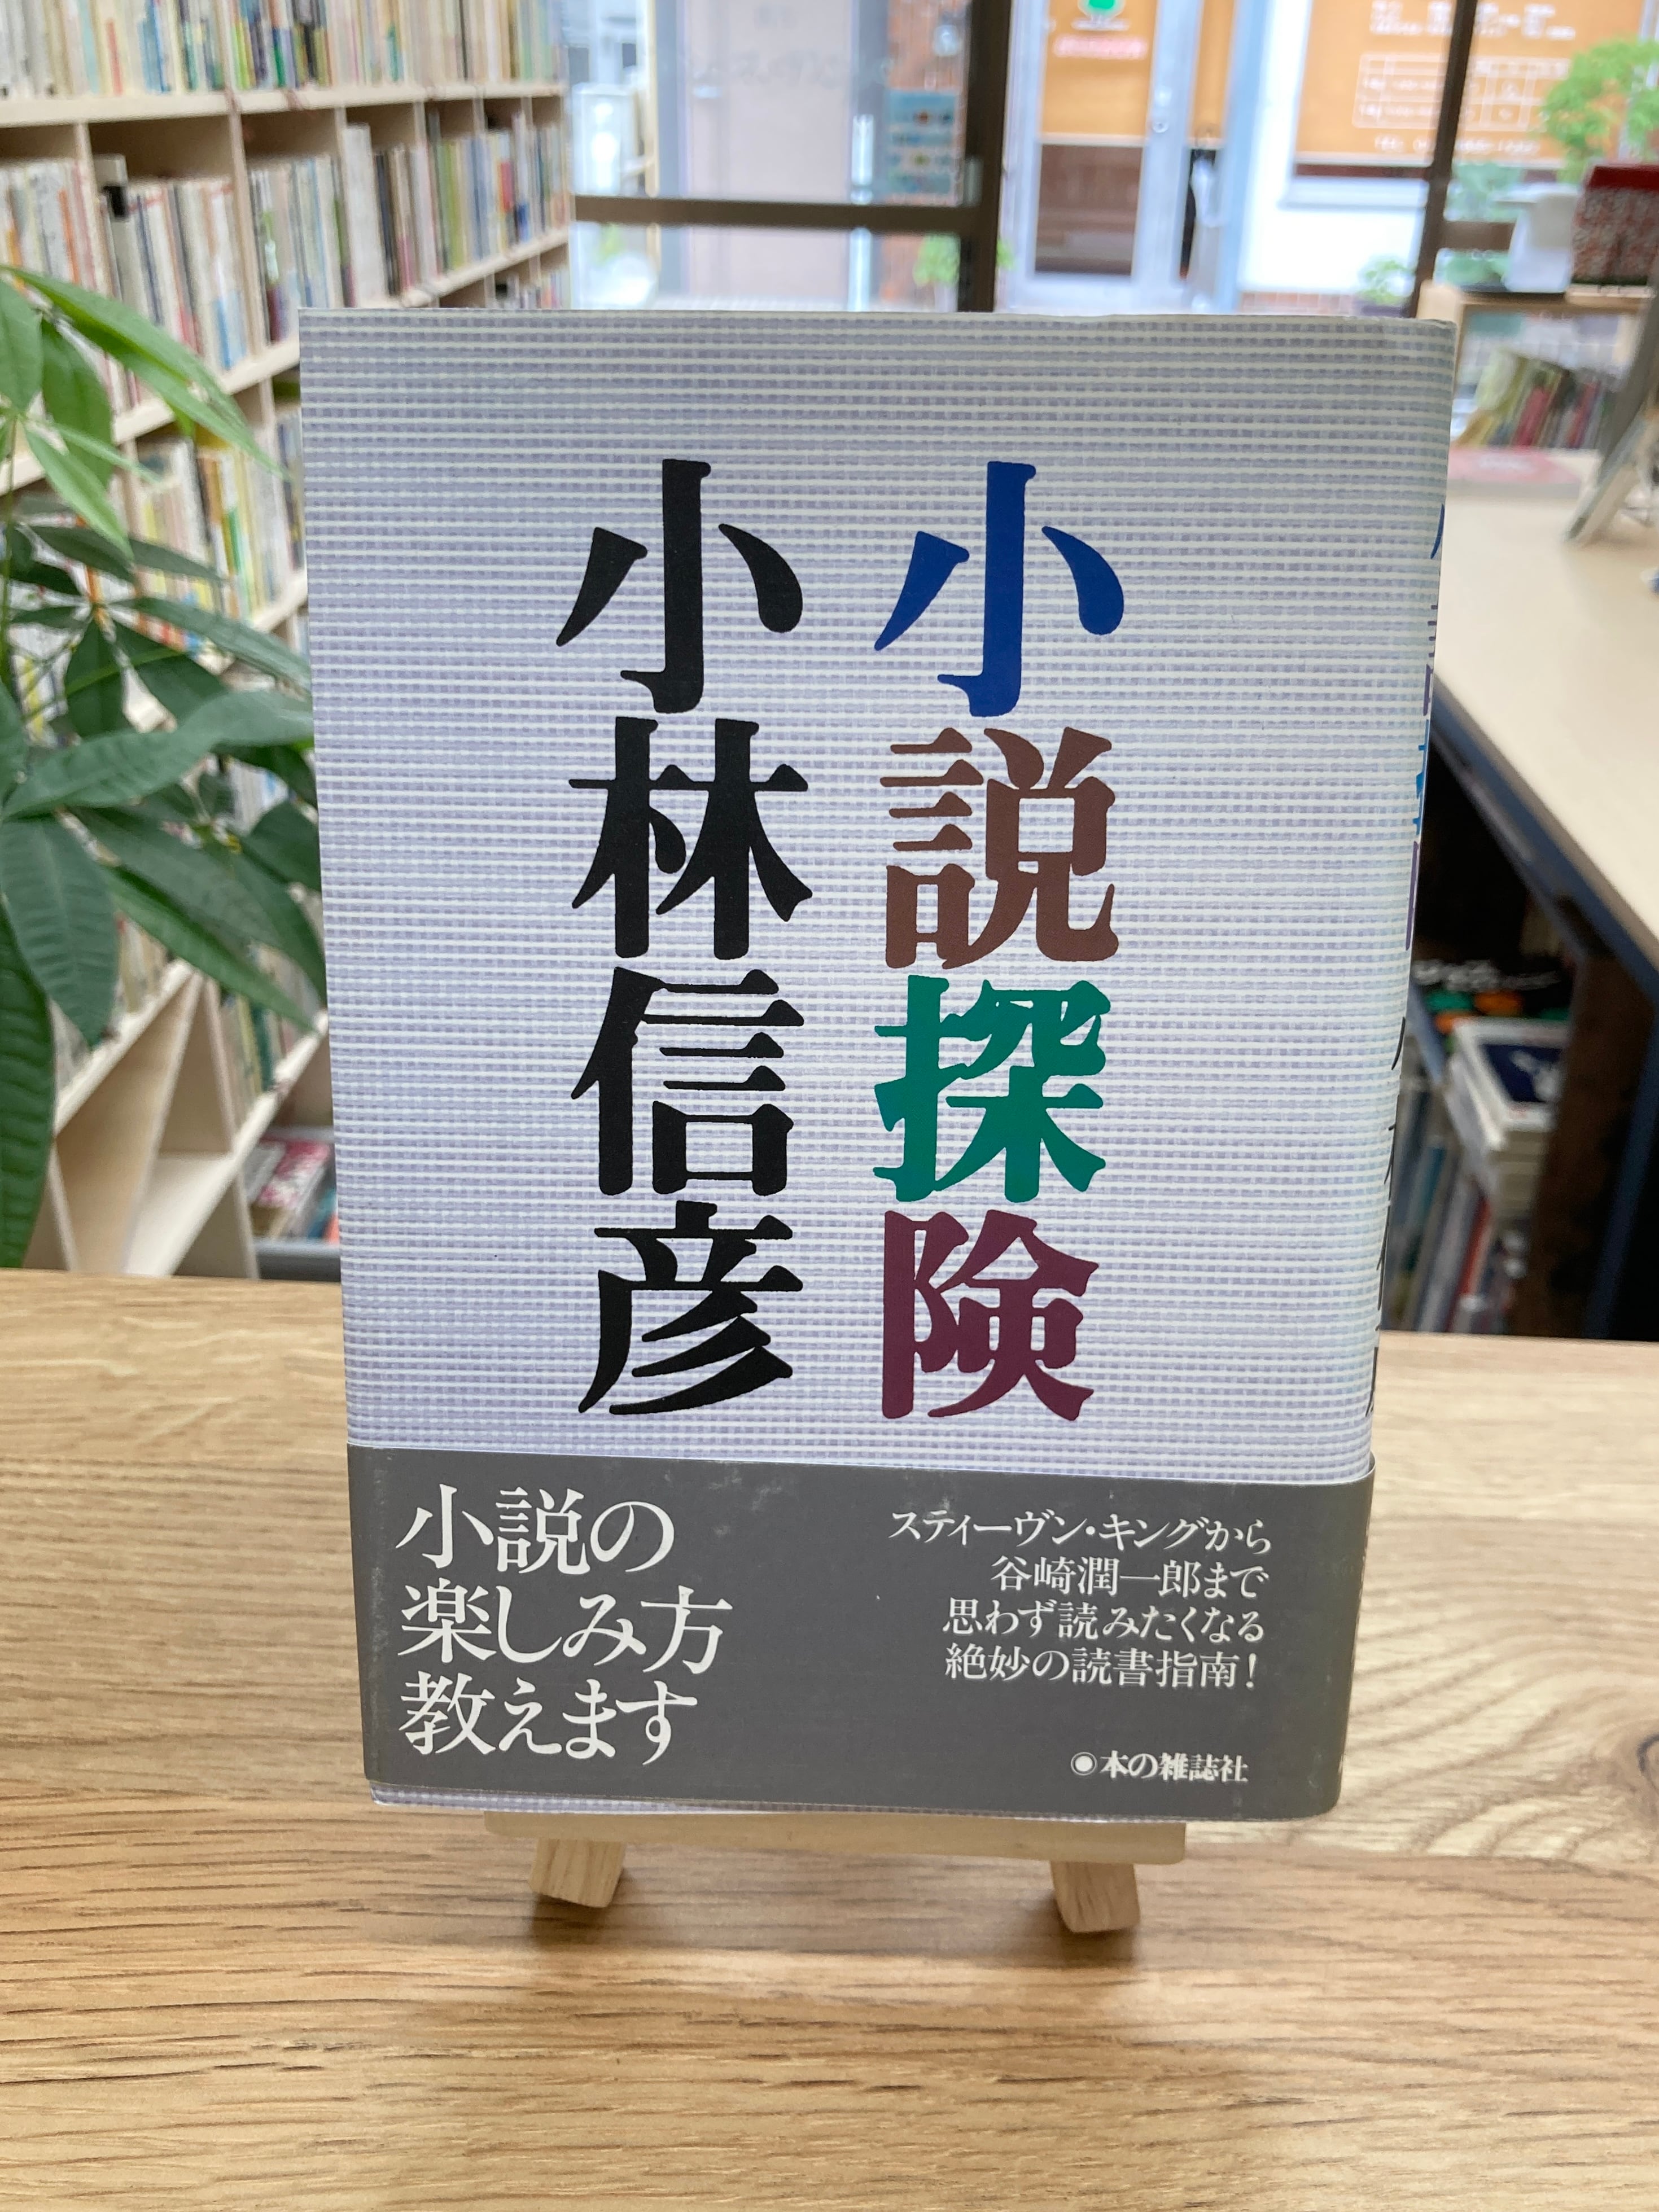 小説探険
小林信彦
小説の
楽しみ方
教えます
スティーヴン・キングから
谷崎潤一郎まで
思わず読みたくなる
絶妙の読書指南！
◉本の雑誌社